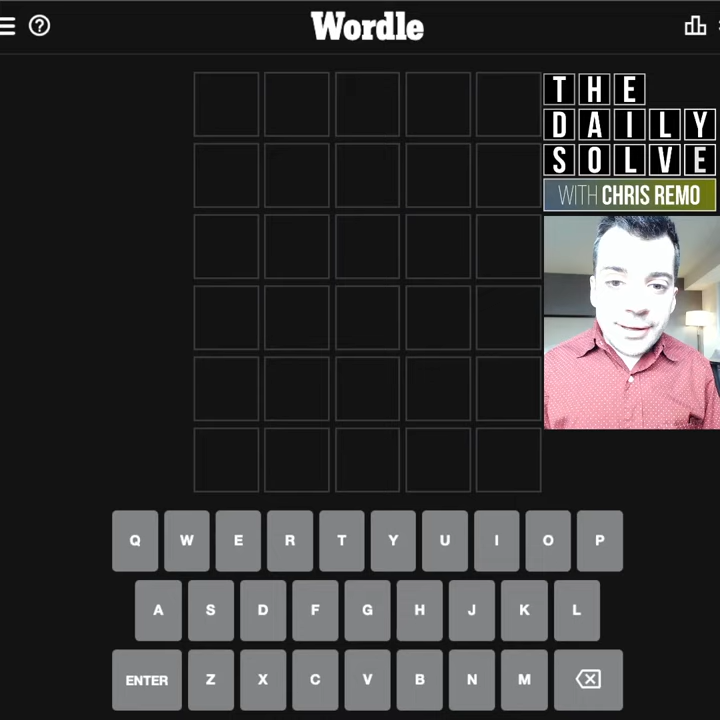 Wordle
THE
DAILY
SOLVE
WITH CHRIS REMO
Q W E R T Y U I O P
A S D F G H J K L
ENTER Z X C V B N M